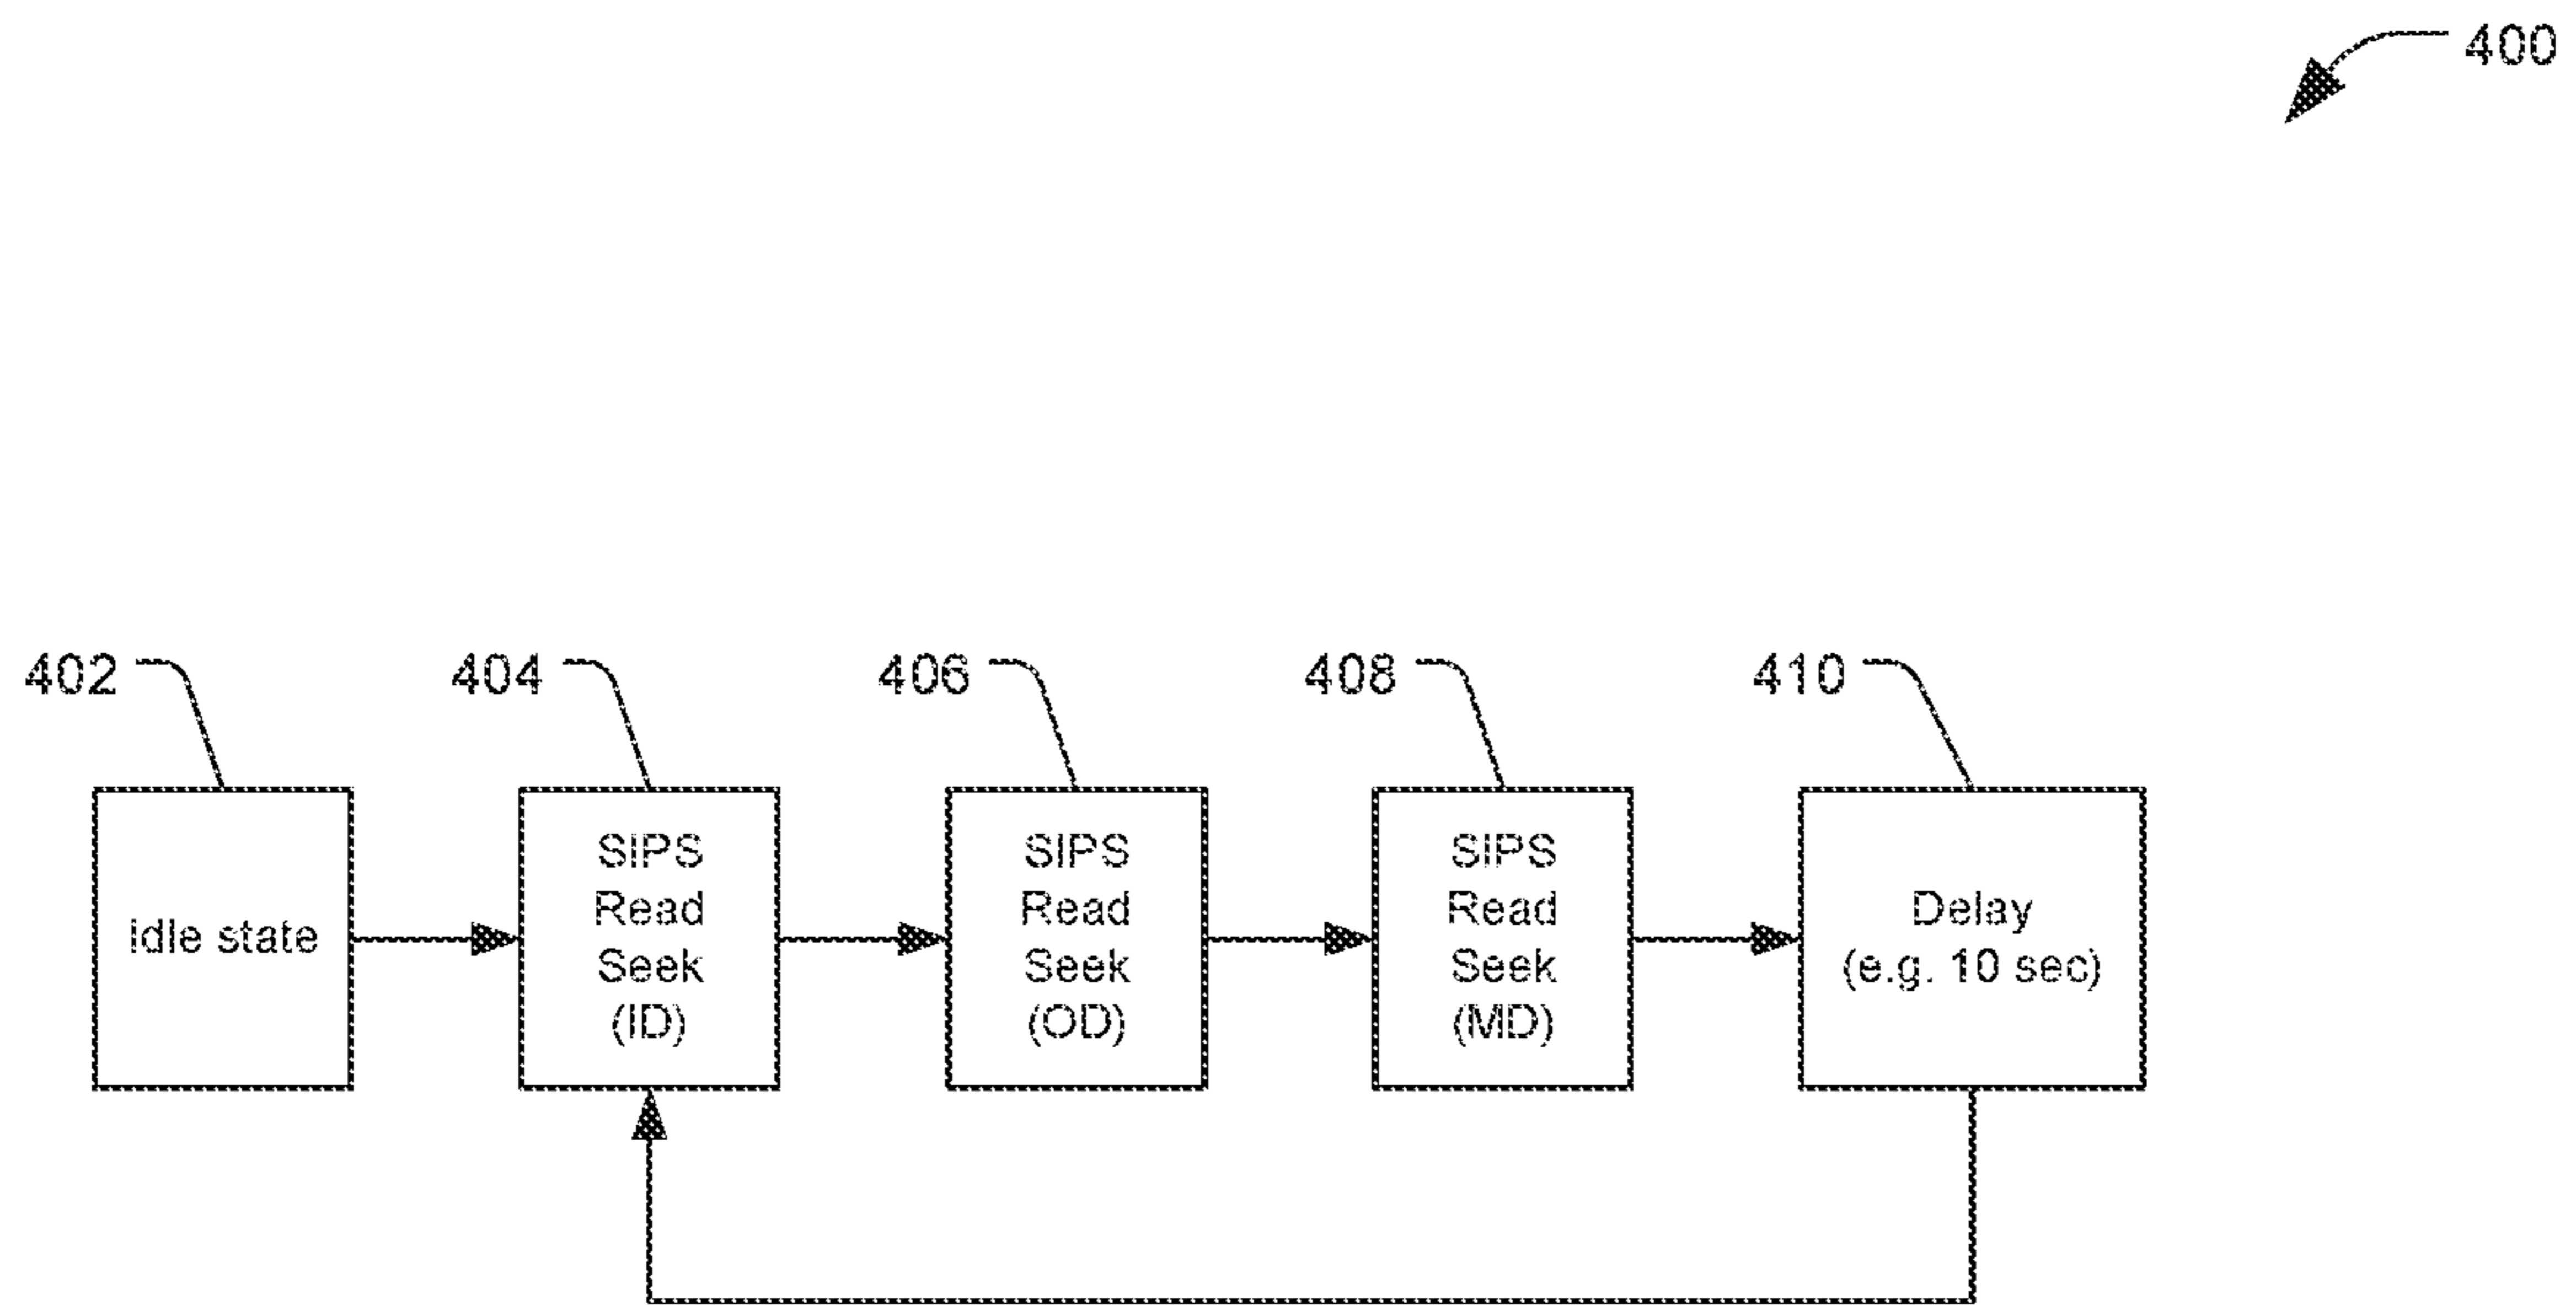 400
402
404
406
408
410
idle state
SIPS
Read
Seek
(ID)
SIPS
Read
Seek
(OD)
SIPS
Read
Seek
(MD)
Delay
(e.g. 10 sec)